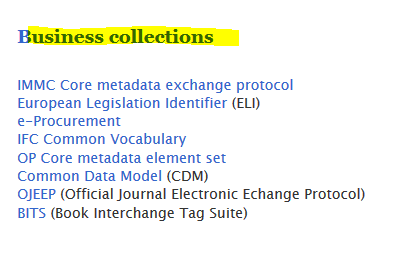 Business collections
IMMC Core metadata exchange protocol
European Legislation Identifier (ELI)
e-Procurement
IFC Common Vocabulary
OP Core metadata element set
Common Data Model (CDM)
OJEEP (Official Journal Electronic Echange Protocol)
BITS (Book Interchange Tag Suite)